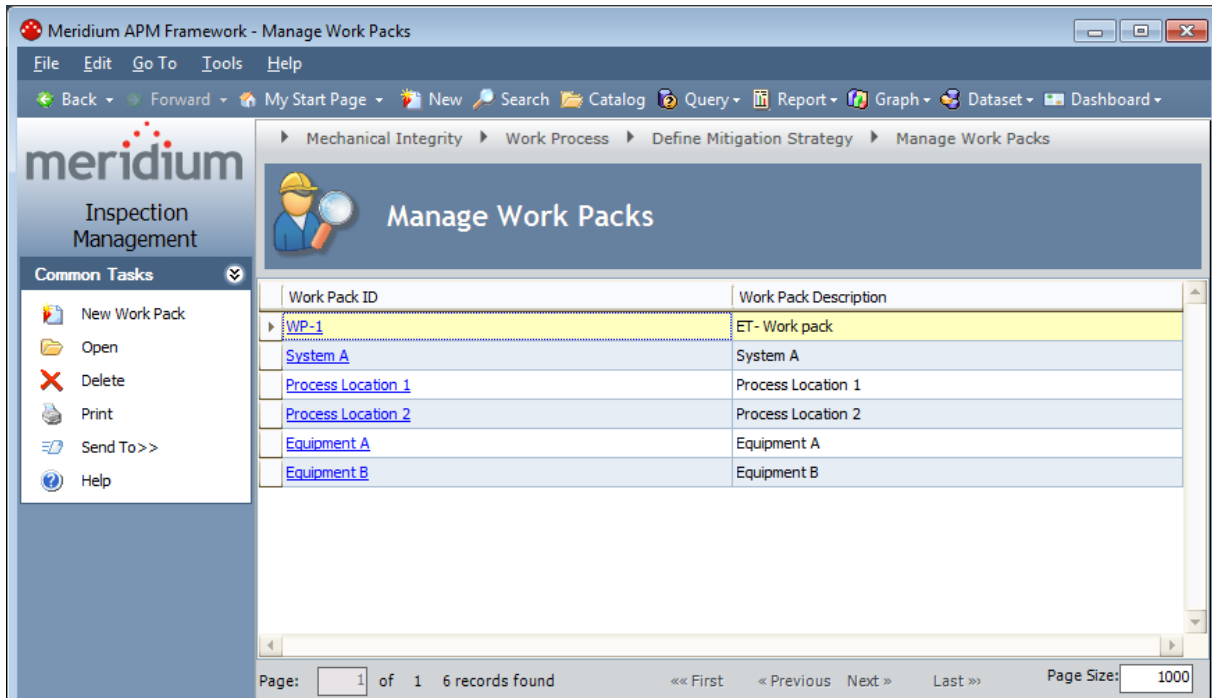 Meridium APM Framework - Manage Work Packs
File Edit Go To Tools Help
Back Forward My Start Page New Search Catalog Query Report Graph Dataset Dashboard
meridium
Inspection
Management
Common Tasks
New Work Pack
Open
Delete
Print
Send To>>
Help
Mechanical Integrity Work Process Define Mitigation Strategy Manage Work Packs
Manage Work Packs
Work Pack ID Work Pack Description
WP-1 ET- Work pack
System A System A
Process Location 1 Process Location 1
Process Location 2 Process Location 2
Equipment A Equipment A
Equipment B Equipment B
Page: 1 of 1 6 records found «« First « Previous Next » Last »» Page Size: 1000